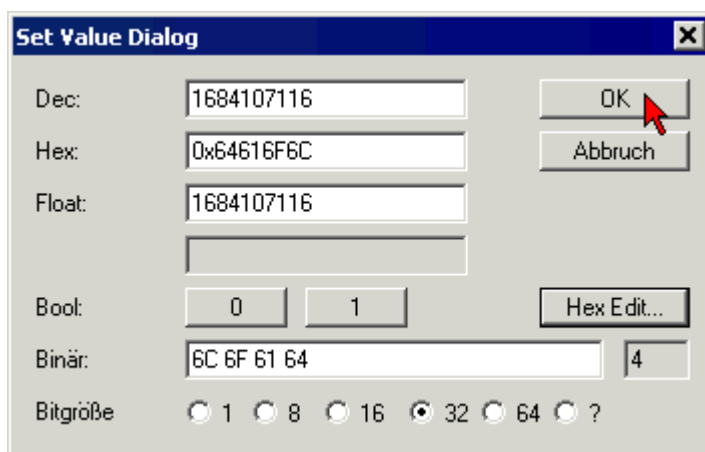 Set Value Dialog
Dec: 1684107116 OK
Hex: 0x64616F6C Abbruch
Float: 1684107116
Bool: 0 1 Hex Edit...
Binär: 6C 6F 61 64 4
Bitgröße 1 8 16 32 64 ?